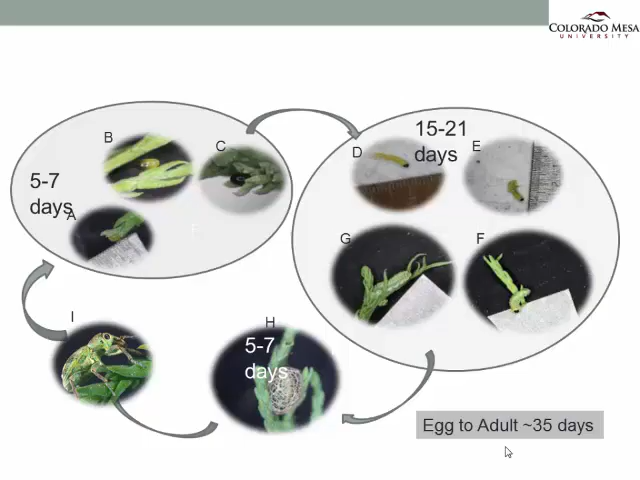 COLORADO MESA
UNIVERSITY
15-21
days
B
C
D
E
5-7
days
A
G
F
I
H
5-7
days
Egg to Adult ~35 days